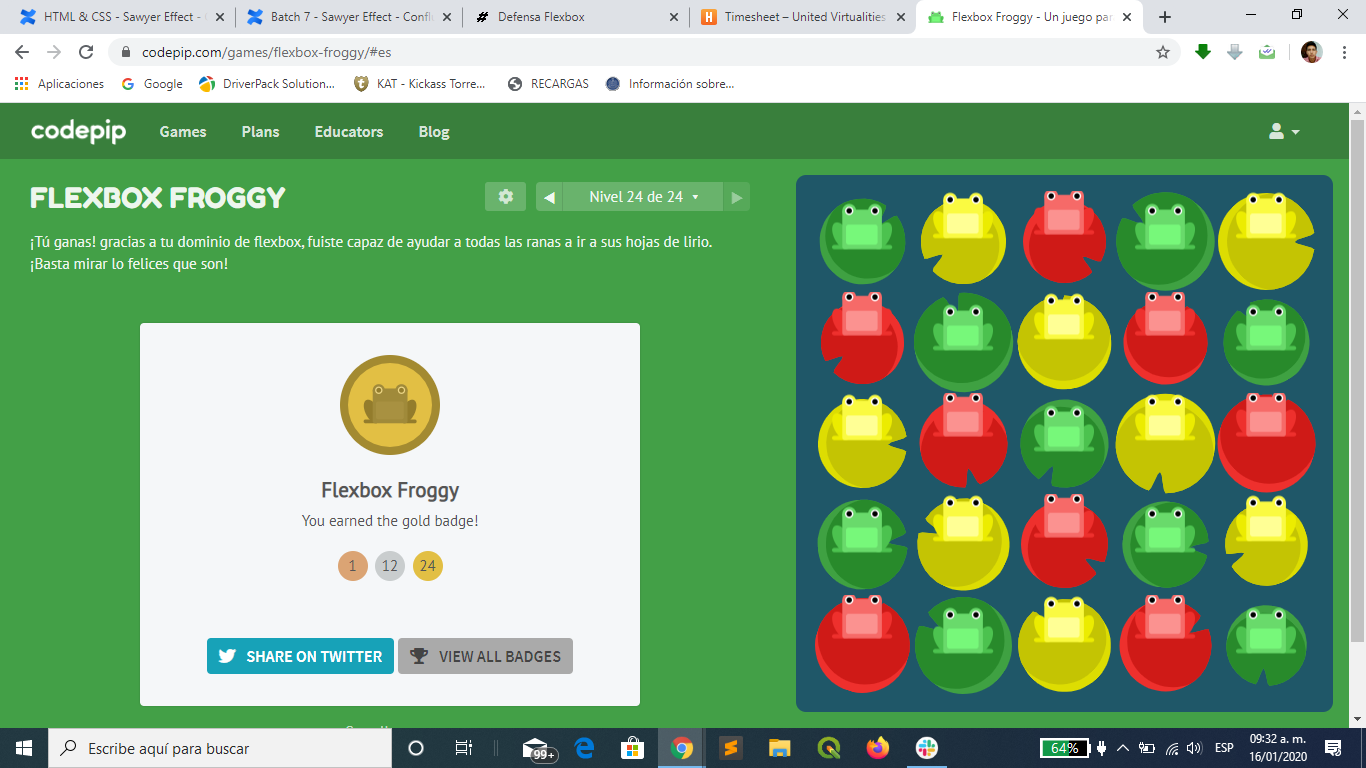 HTML & CSS - Sawyer Effect -
Batch 7 - Sawyer Effect - Confl
Defensa Flexbox
Timesheet – United Virtualities
Flexbox Froggy - Un juego par
codepip.com/games/flexbox-froggy/#es
Aplicaciones
Google
DriverPack Solution...
KAT - Kickass Torre...
RECARGAS
Información sobre...
codepip
Games
Plans
Educators
Blog
FLEXBOX FROGGY
Nivel 24 de 24
¡Tú ganas! gracias a tu dominio de flexbox, fuiste capaz de ayudar a todas las ranas a ir a sus hojas de lirio.
¡Basta mirar lo felices que son!
Flexbox Froggy
You earned the gold badge!
1 12 24
SHARE ON TWITTER
VIEW ALL BADGES
Escribe aquí para buscar
99+
64%
ESP
09:32 a. m.
16/01/2020